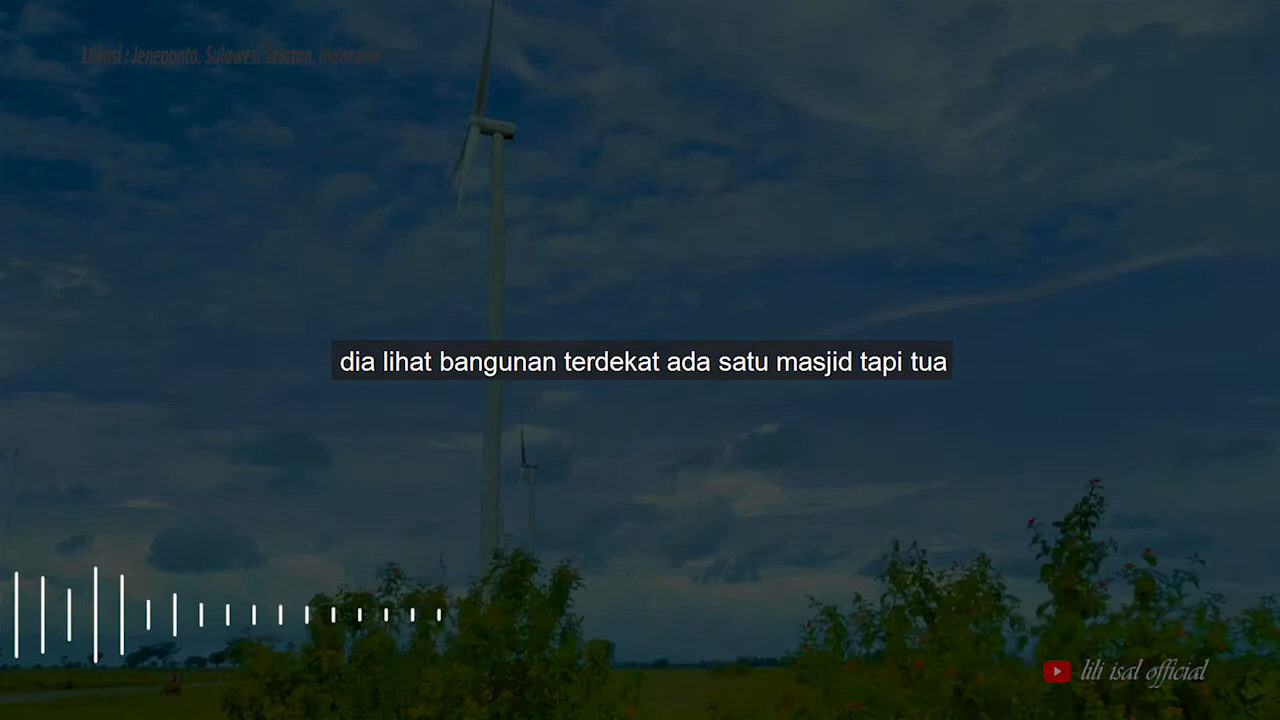 Lokasi : Jeneponto, Sulawesi Selatan, Indonesia
dia lihat bangunan terdekat ada satu masjid tapi tua
lili isal official